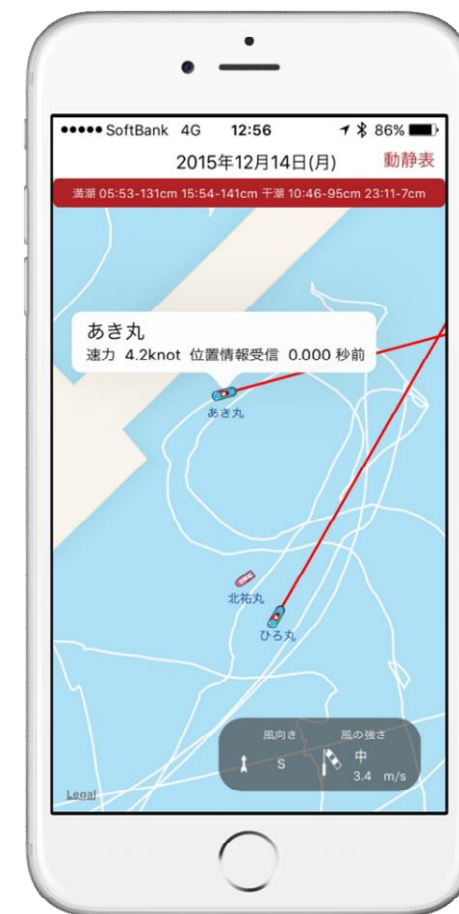 SoftBank 4G 12:56 86%
2015年12月14日(月) 動静表
満潮 05:53-131cm 15:54-141cm 干潮 10:46-95cm 23:11-7cm
あき丸
速力 4.2knot 位置情報受信 0.000 秒前
あき丸
北祐丸
ひろ丸
風向き 風の強さ
S 中
3.4 m/s
Legal